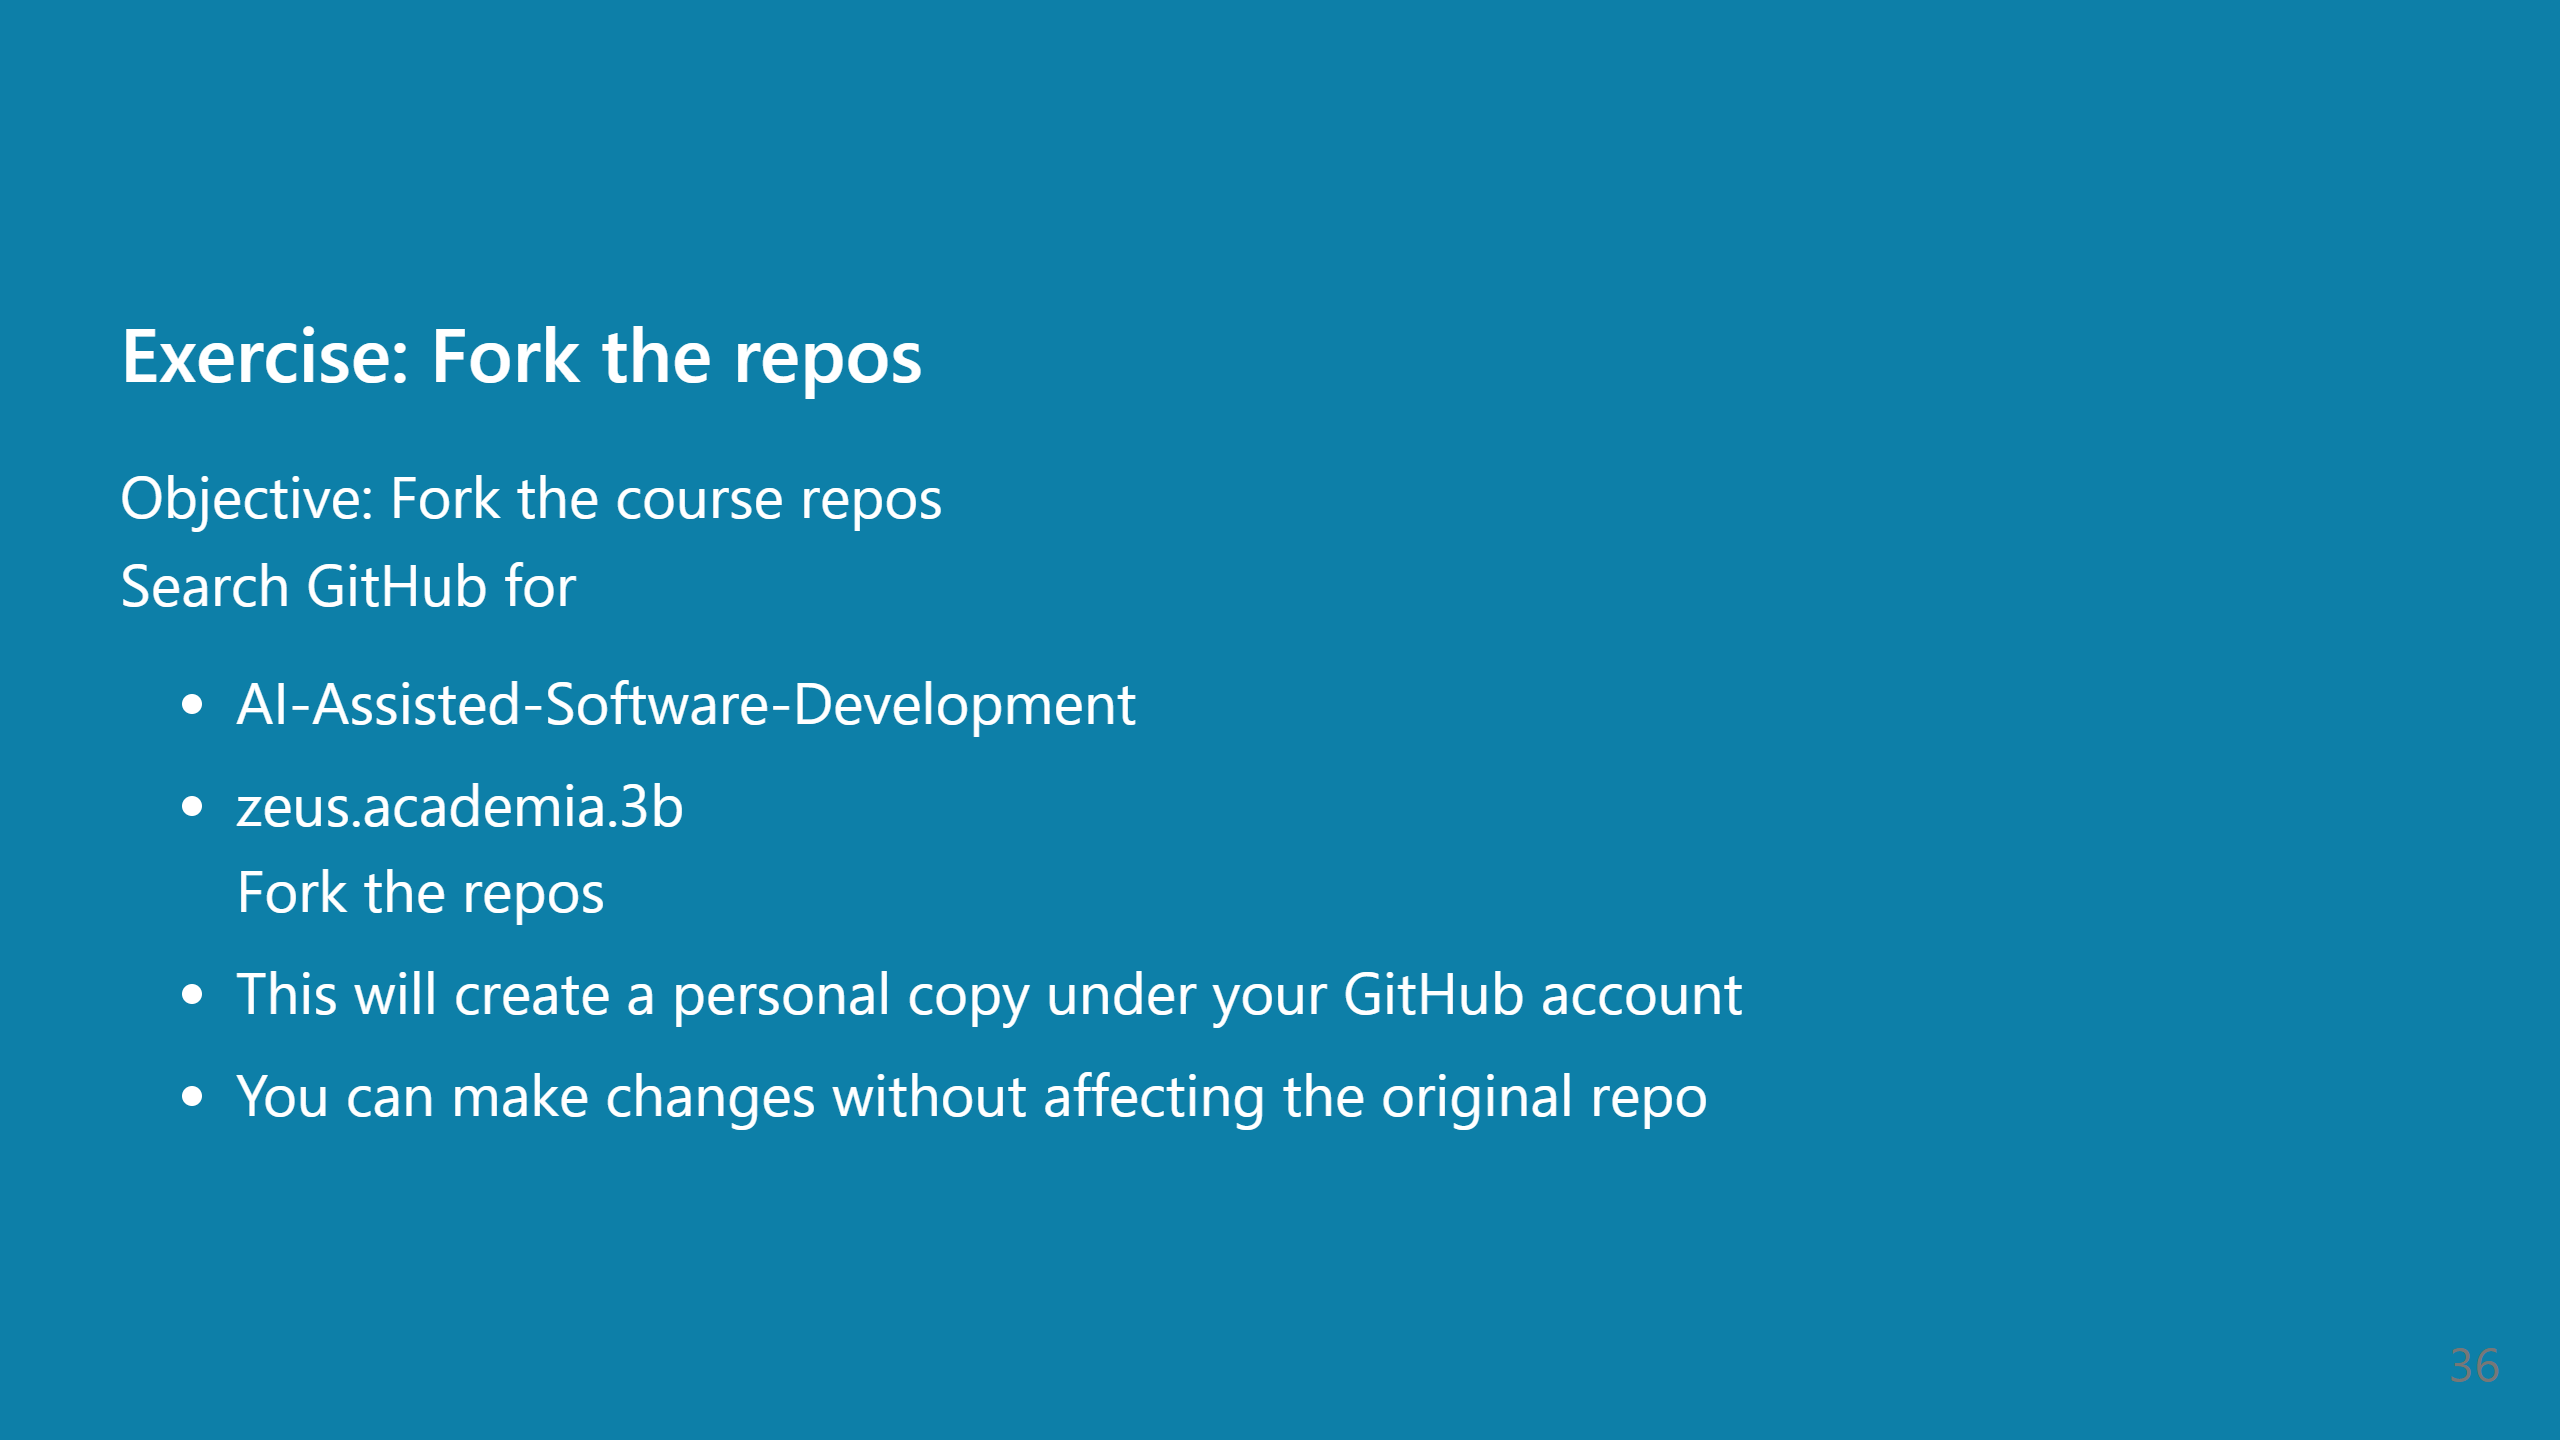 Exercise: Fork the repos
Objective: Fork the course repos
Search GitHub for
• AI-Assisted-Software-Development
• zeus.academia.3b
Fork the repos
• This will create a personal copy under your GitHub account
• You can make changes without affecting the original repo
36